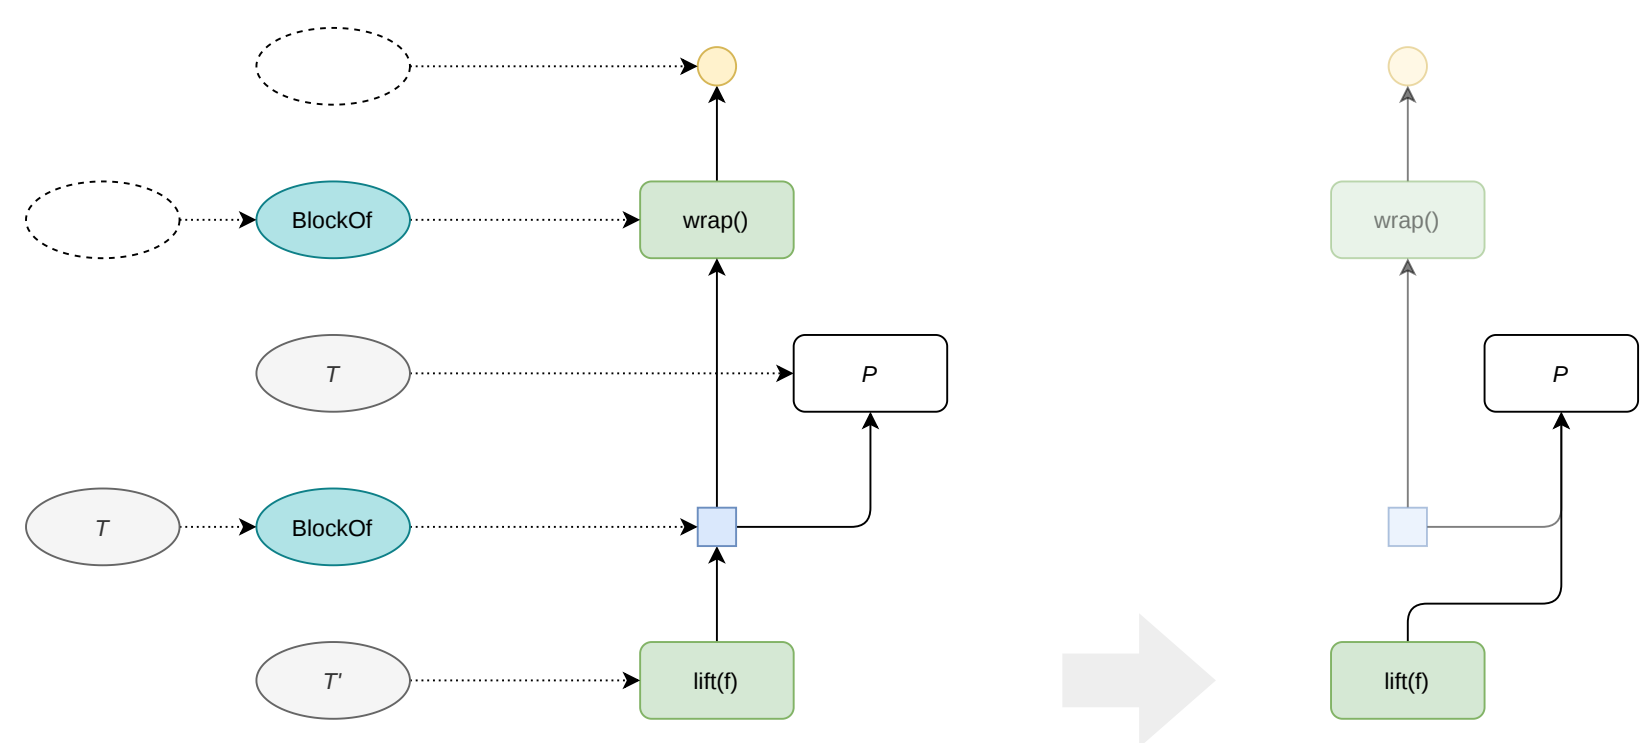 BlockOf
wrap()
wrap()
T
P
P
T
BlockOf
T'
lift(f)
lift(f)